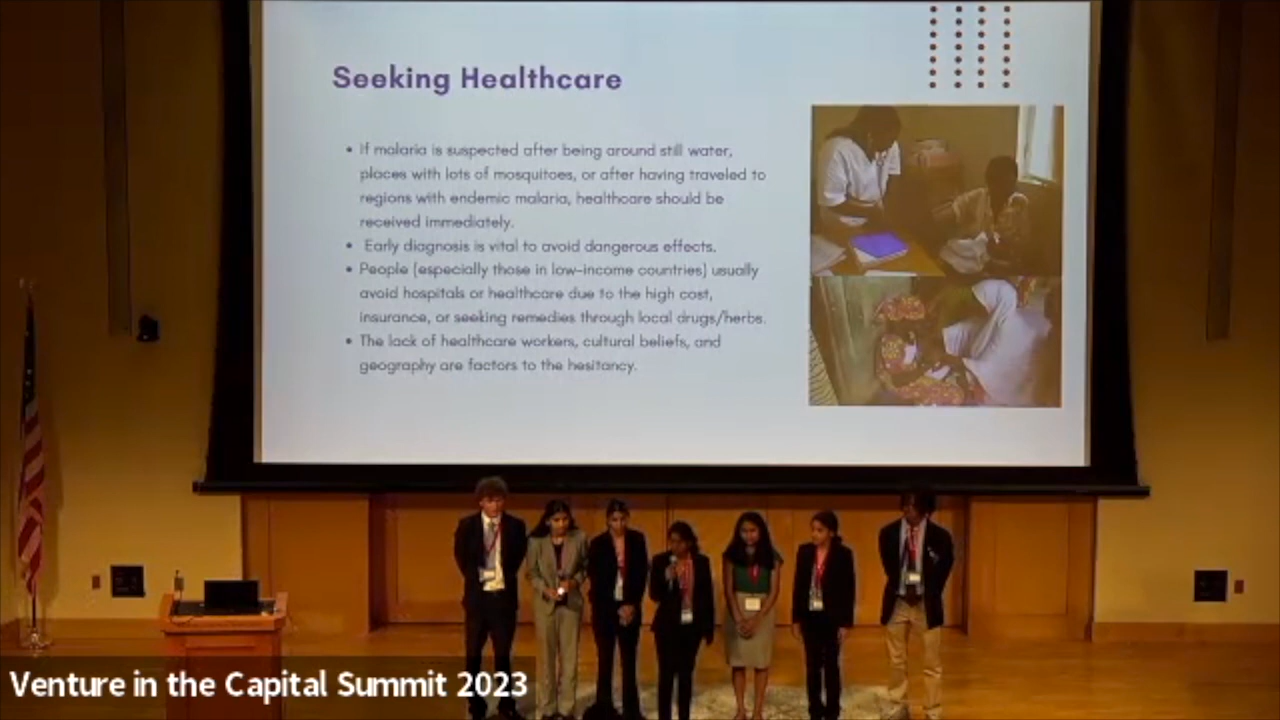 Seeking Healthcare
• If malaria is suspected after being around still water,
places with lots of mosquitoes, or after having traveled to
regions with endemic malaria, healthcare should be
received immediately.
• Early diagnosis is vital to avoid dangerous effects.
• People (especially those in low-income countries) usually
avoid hospitals or healthcare due to the high cost,
insurance, or seeking remedies through local drugs/herbs.
• The lack of healthcare workers, cultural beliefs, and
geography are factors to the hesitancy.
Venture in the Capital Summit 2023